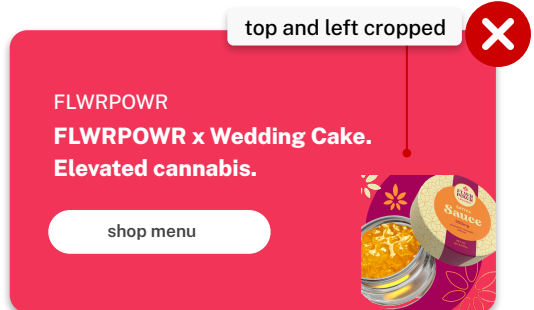 top and left cropped
FLWRPOWR
FLWRPOWR x Wedding Cake.
Elevated cannabis.
shop menu
Sauce